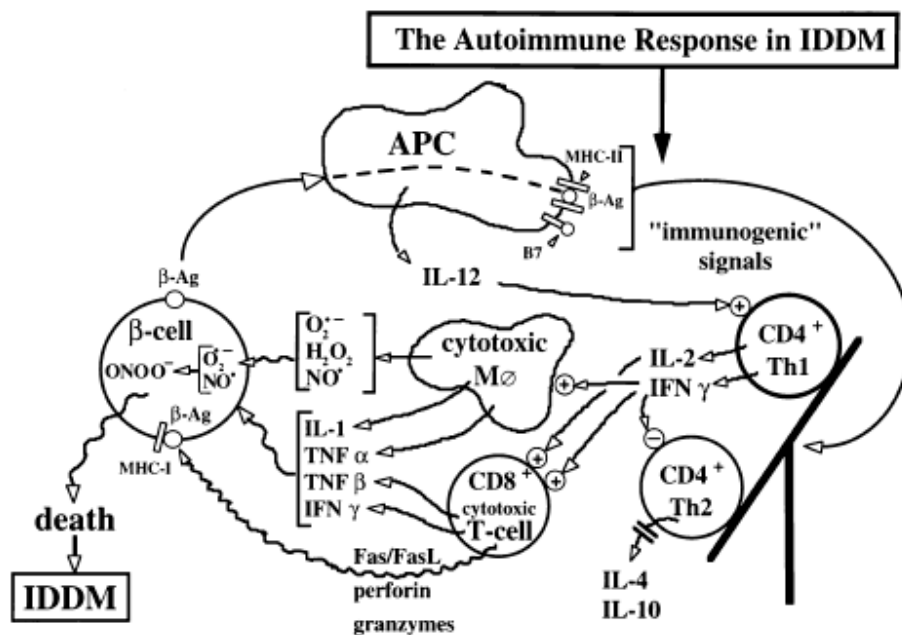 The Autoimmune Response in IDDM
APC
MHC-II
β-Ag
B7
"immunogenic"
signals
IL-12
β-Ag
β-cell
ONOO⁻
O₂•⁻
NO•
O₂•⁻
H₂O₂
NO•
cytotoxic
MØ
IL-2
IFN γ
CD4⁺
Th1
β-Ag
MHC-I
IL-1
TNF α
TNF β
IFN γ
CD8⁺
cytotoxic
T-cell
CD4⁺
Th2
death
IDDM
Fas/FasL
perforin
granzymes
IL-4
IL-10
+
+
+
+
−